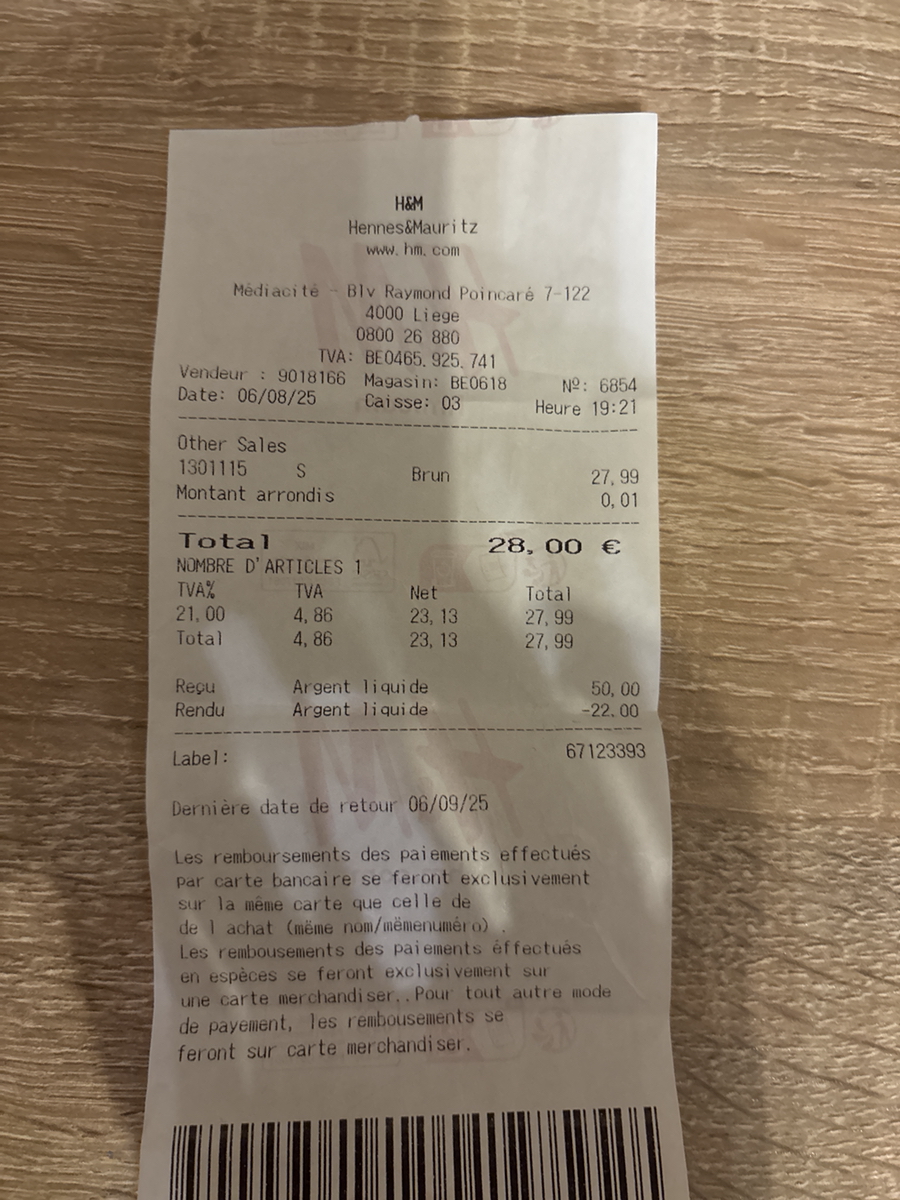 H&M
Hennes&Mauritz
www.hm.com
Médiacité - Blv Raymond Poincaré 7-122
4000 Liege
0800 26 880
TVA: BE0465.925.741
Vendeur : 9018166 Magasin: BE0618 Nº: 6854
Date: 06/08/25 Caisse: 03 Heure 19:21
Other Sales
1301115 S Brun 27,99
Montant arrondis 0,01
Total 28,00 €
NOMBRE D'ARTICLES 1
TVA% TVA Net Total
21,00 4,86 23,13 27,99
Total 4,86 23,13 27,99
Reçu Argent liquide 50,00
Rendu Argent liquide -22.00
Label: 67123393
Dernière date de retour 06/09/25
Les remboursements des paiements effectués
par carte bancaire se feront exclusivement
sur la même carte que celle de
de l achat (mëme nom/mëmenuméro) .
Les rembousements des paiements éffectués
en espèces se feront exclusivement sur
une carte merchandiser..Pour tout autre mode
de payement, les rembousements se
feront sur carte merchandiser.